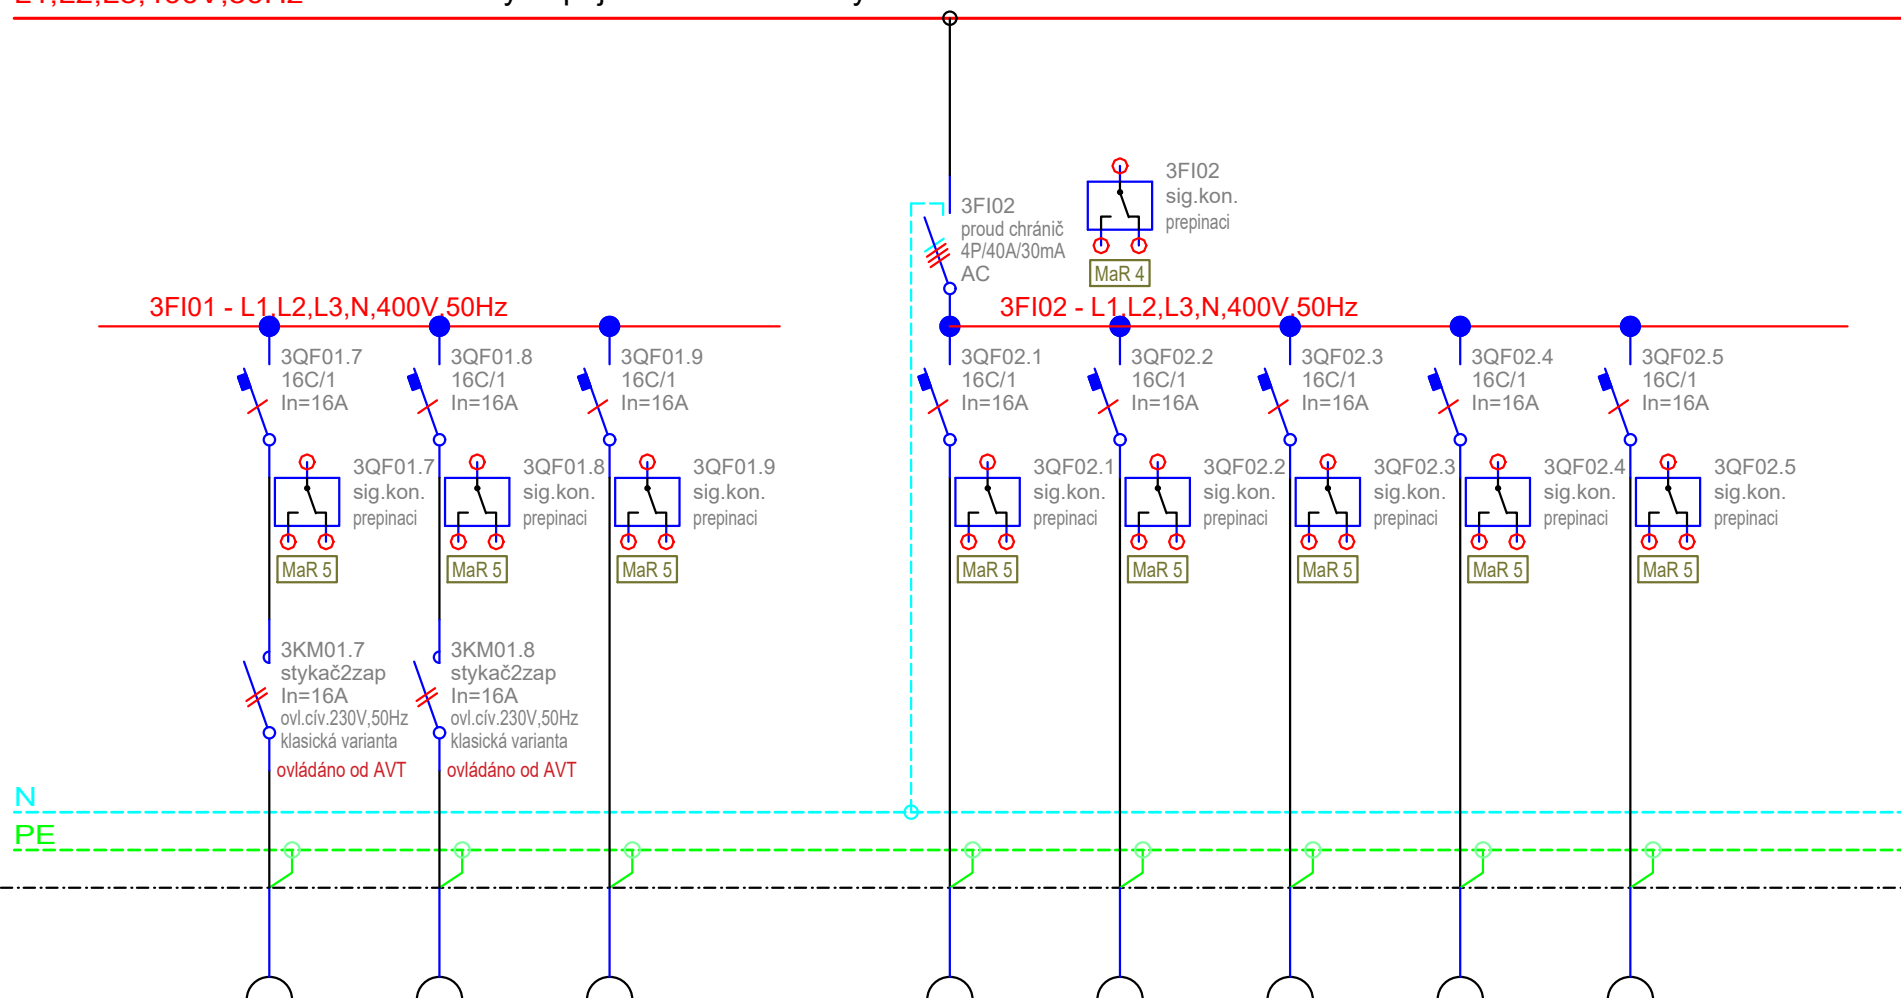 3FI02
sig.kon.
prepinaci
MaR 4
3FI02
proud chránič
4P/40A/30mA
AC
3FI01 - L1,L2,L3,N,400V,50Hz
3FI02 - L1,L2,L3,N,400V,50Hz
3QF01.7
16C/1
In=16A
3QF01.8
16C/1
In=16A
3QF01.9
16C/1
In=16A
3QF02.1
16C/1
In=16A
3QF02.2
16C/1
In=16A
3QF02.3
16C/1
In=16A
3QF02.4
16C/1
In=16A
3QF02.5
16C/1
In=16A
3QF01.7
sig.kon.
prepinaci
MaR 5
3QF01.8
sig.kon.
prepinaci
MaR 5
3QF01.9
sig.kon.
prepinaci
MaR 5
3QF02.1
sig.kon.
prepinaci
MaR 5
3QF02.2
sig.kon.
prepinaci
MaR 5
3QF02.3
sig.kon.
prepinaci
MaR 5
3QF02.4
sig.kon.
prepinaci
MaR 5
3QF02.5
sig.kon.
prepinaci
MaR 5
3KM01.7
stykač2zap
In=16A
ovl.cív.230V,50Hz
klasická varianta
ovládáno od AVT
3KM01.8
stykač2zap
In=16A
ovl.cív.230V,50Hz
klasická varianta
ovládáno od AVT
N
PE